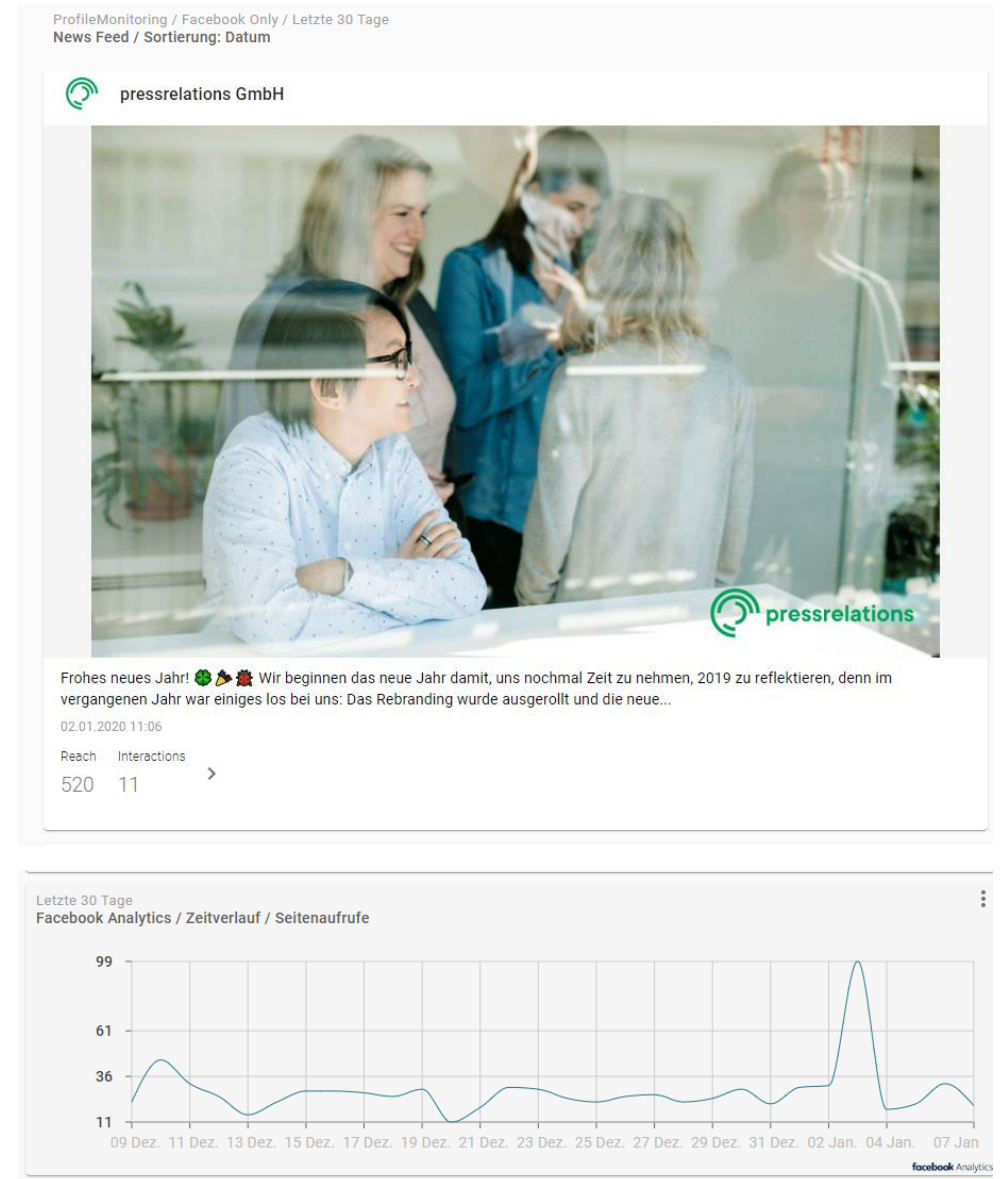 ProfileMonitoring / Facebook Only / Letzte 30 Tage
News Feed / Sortierung: Datum
pressrelations GmbH
pressrelations
Frohes neues Jahr! 🍀🎉🐞 Wir beginnen das neue Jahr damit, uns nochmal Zeit zu nehmen, 2019 zu reflektieren, denn im
vergangenen Jahr war einiges los bei uns: Das Rebranding wurde ausgerollt und die neue...
02.01.2020 11:06
Reach Interactions
520 11
Letzte 30 Tage
Facebook Analytics / Zeitverlauf / Seitenaufrufe
99
61
36
11
09 Dez. 11 Dez. 13 Dez. 15 Dez. 17 Dez. 19 Dez. 21 Dez. 23 Dez. 25 Dez. 27 Dez. 29 Dez. 31 Dez. 02 Jan. 04 Jan. 07 Jan
facebook Analytics